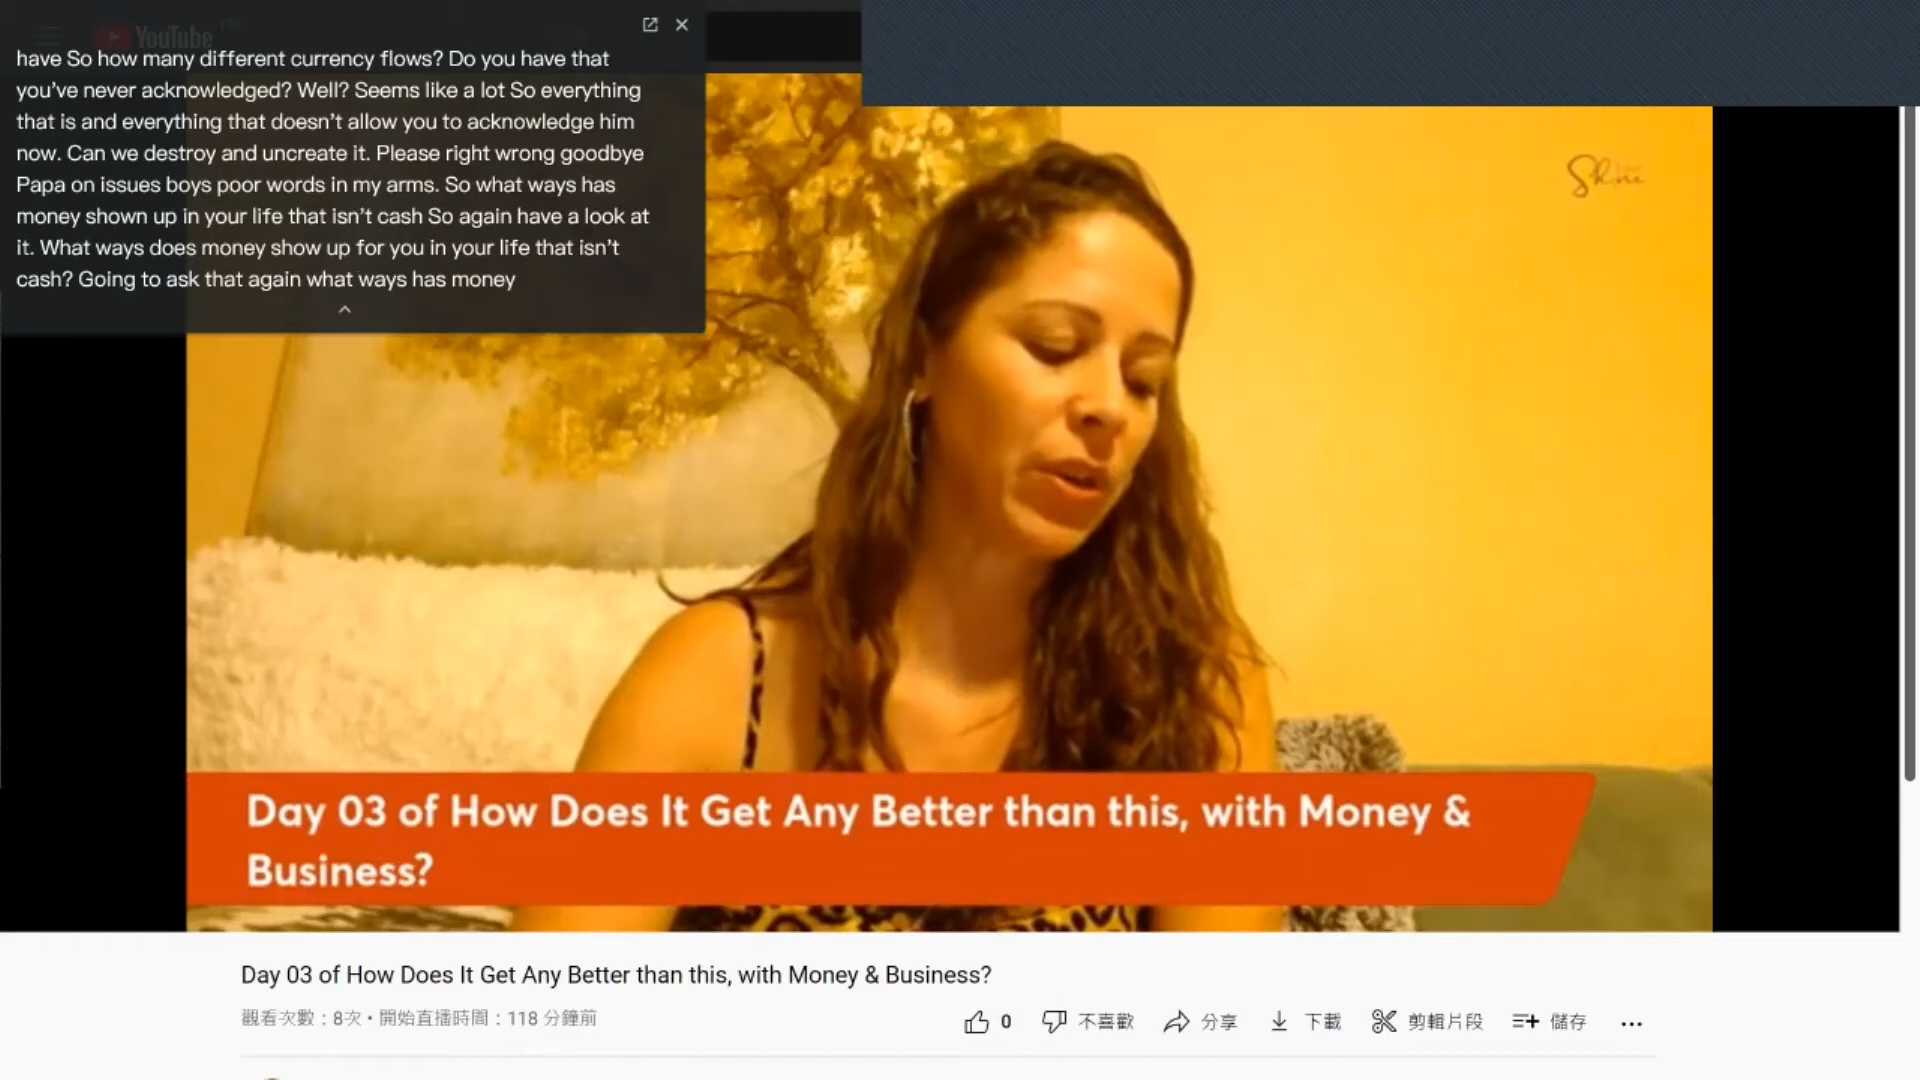 YouTube
have So how many different currency flows? Do you have that
you've never acknowledged? Well? Seems like a lot So everything
that is and everything that doesn't allow you to acknowledge him
now. Can we destroy and uncreate it. Please right wrong goodbye
Papa on issues boys poor words in my arms. So what ways has
money shown up in your life that isn't cash So again have a look at
it. What ways does money show up for you in your life that isn't
cash? Going to ask that again what ways has money
Shine
Day 03 of How Does It Get Any Better than this, with Money &
Business?
Day 03 of How Does It Get Any Better than this, with Money & Business?
觀看次數：8次 • 開始直播時間：118 分鐘前
0 不喜歡 分享 下載 剪輯片段 儲存